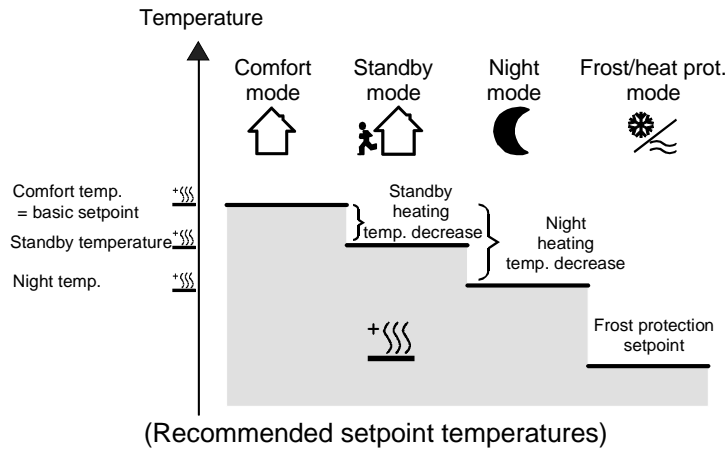 Temperature
Comfort
mode
Standby
mode
Night
mode
Frost/heat prot.
mode
Comfort temp.
= basic setpoint
Standby temperature
Night temp.
Standby
heating
temp. decrease
Night
heating
temp. decrease
Frost protection
setpoint
(Recommended setpoint temperatures)